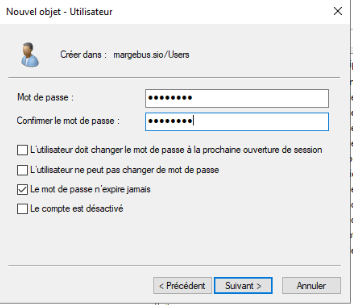 Nouvel objet - Utilisateur
Créer dans : margebus.sio/Users
Mot de passe : ●●●●●●●●
Confirmer le mot de passe : ●●●●●●●●
L'utilisateur doit changer le mot de passe à la prochaine ouverture de session
L'utilisateur ne peut pas changer de mot de passe
Le mot de passe n'expire jamais
Le compte est désactivé
< Précédent Suivant > Annuler